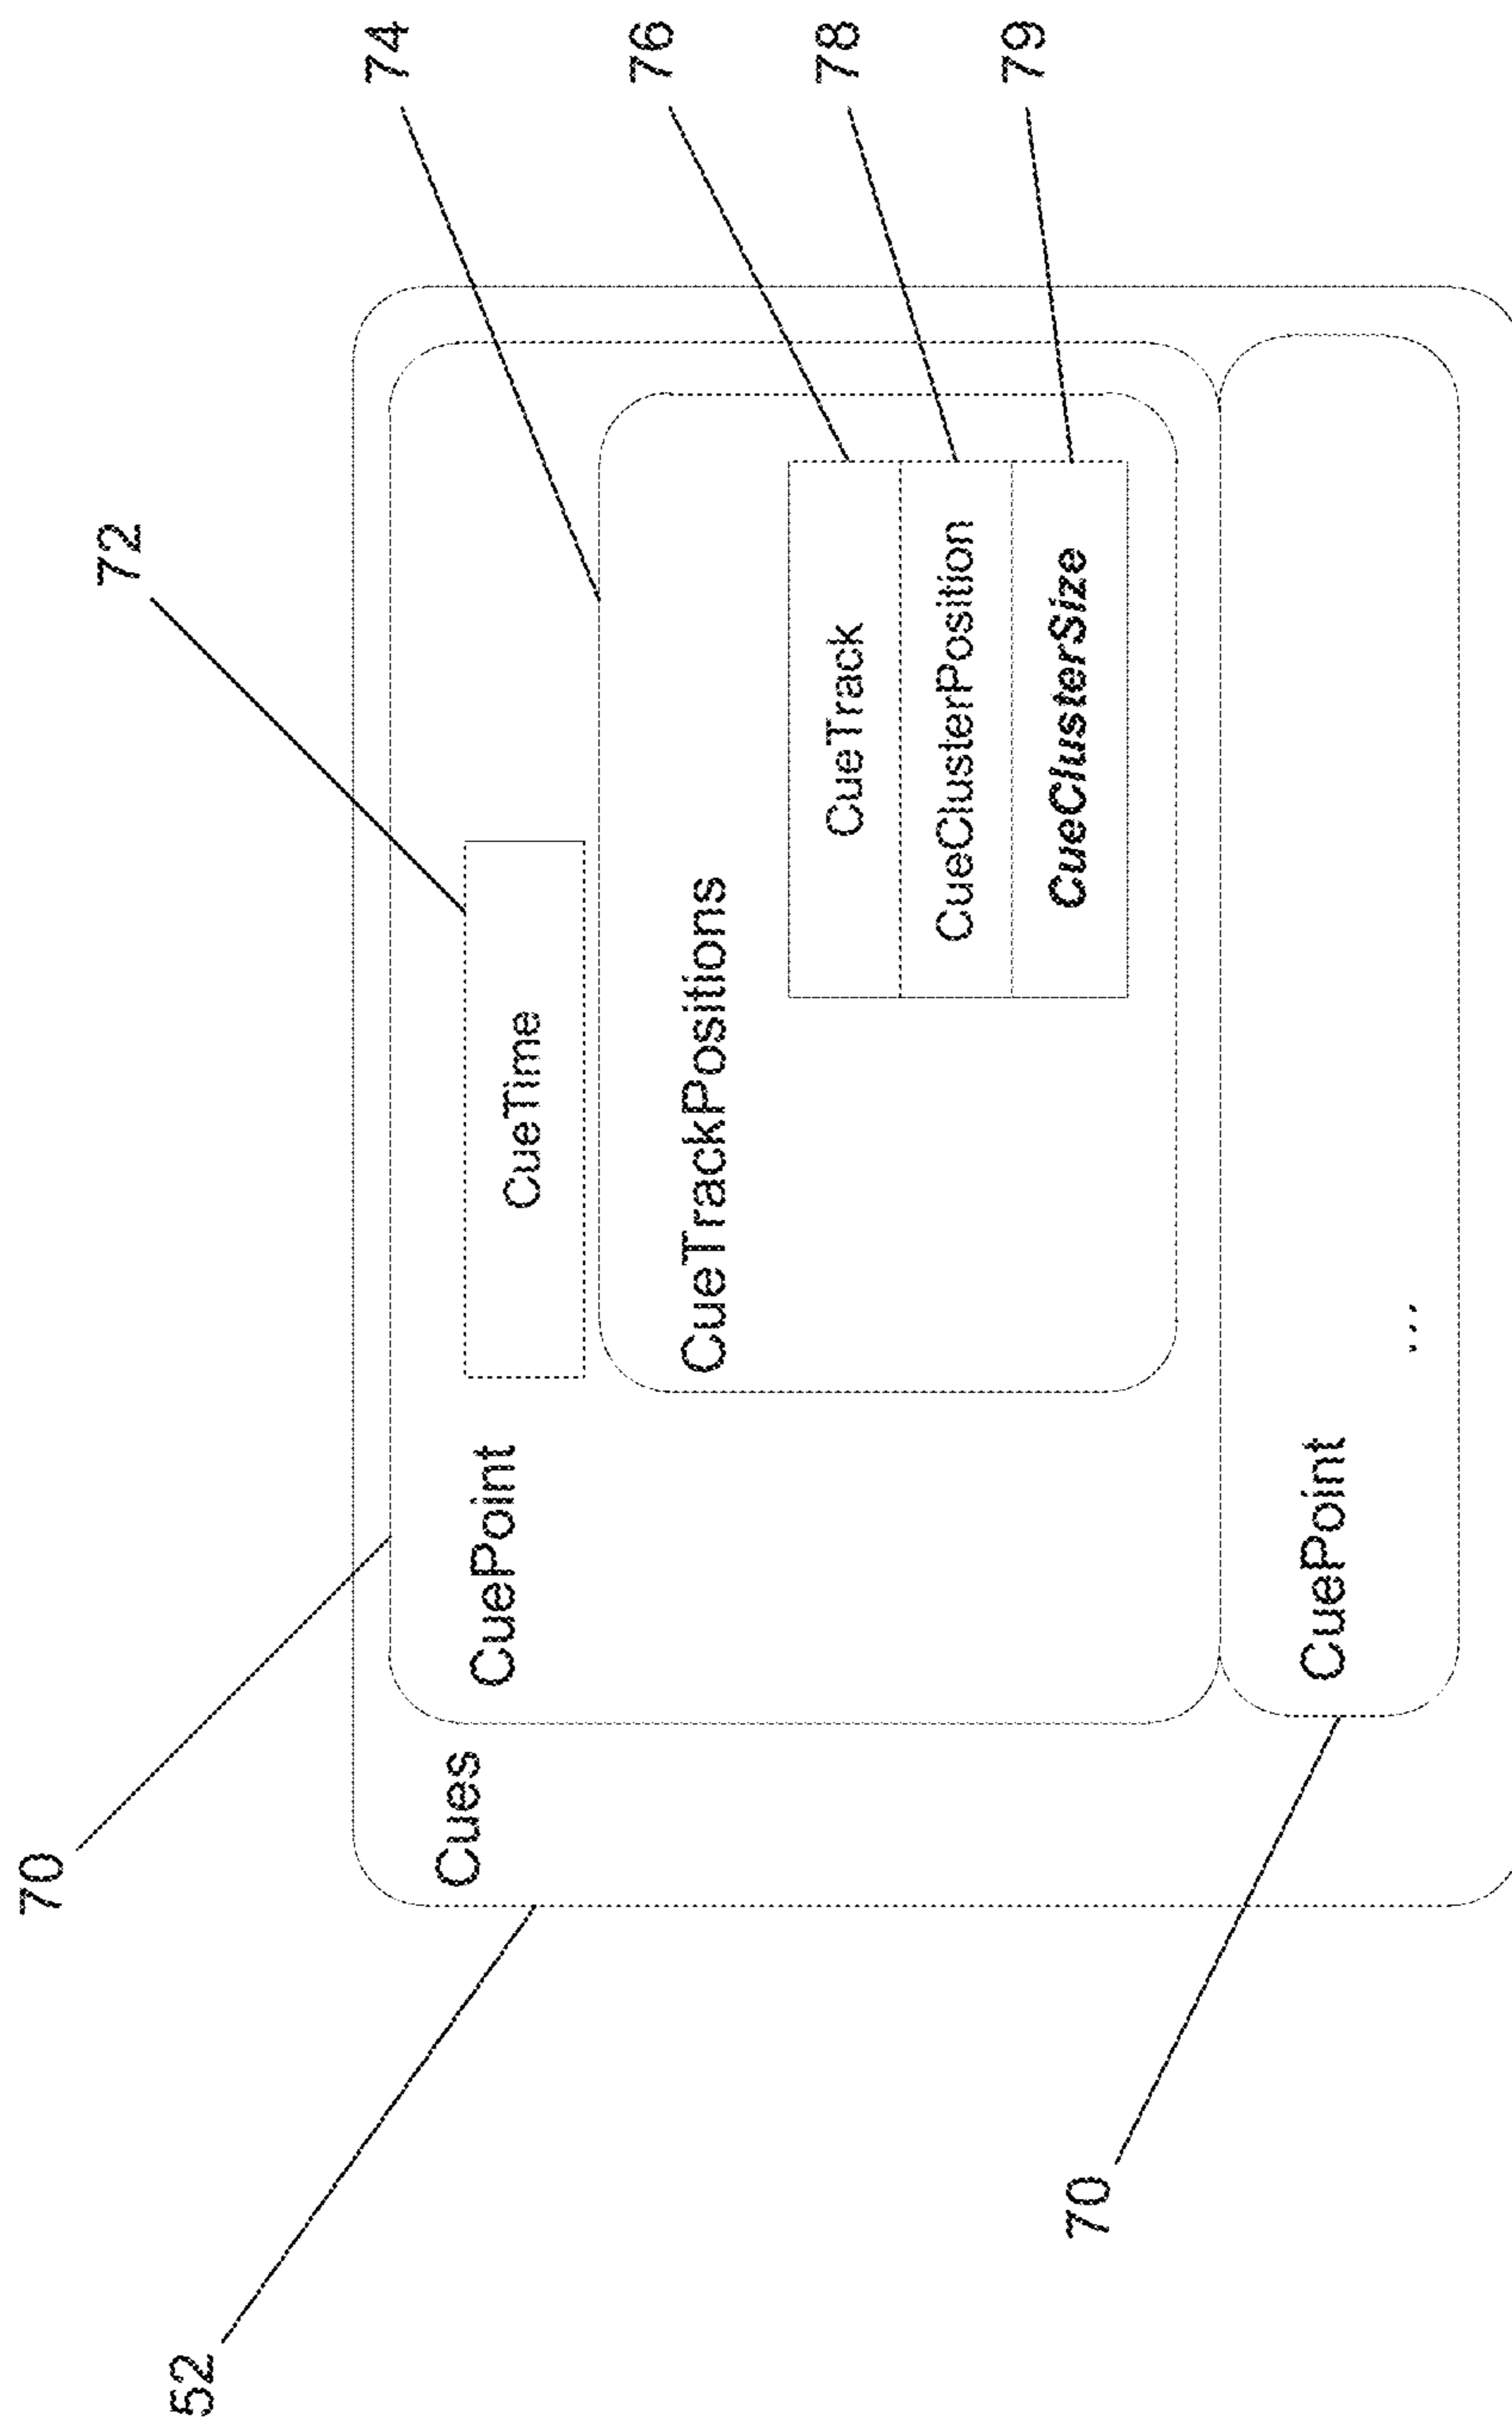 70
72
74
76
78
79
52
70
Cues
CuePoint
CueTime
CueTrackPositions
CueTrack
CueClusterPosition
CueClusterSize
CuePoint
...